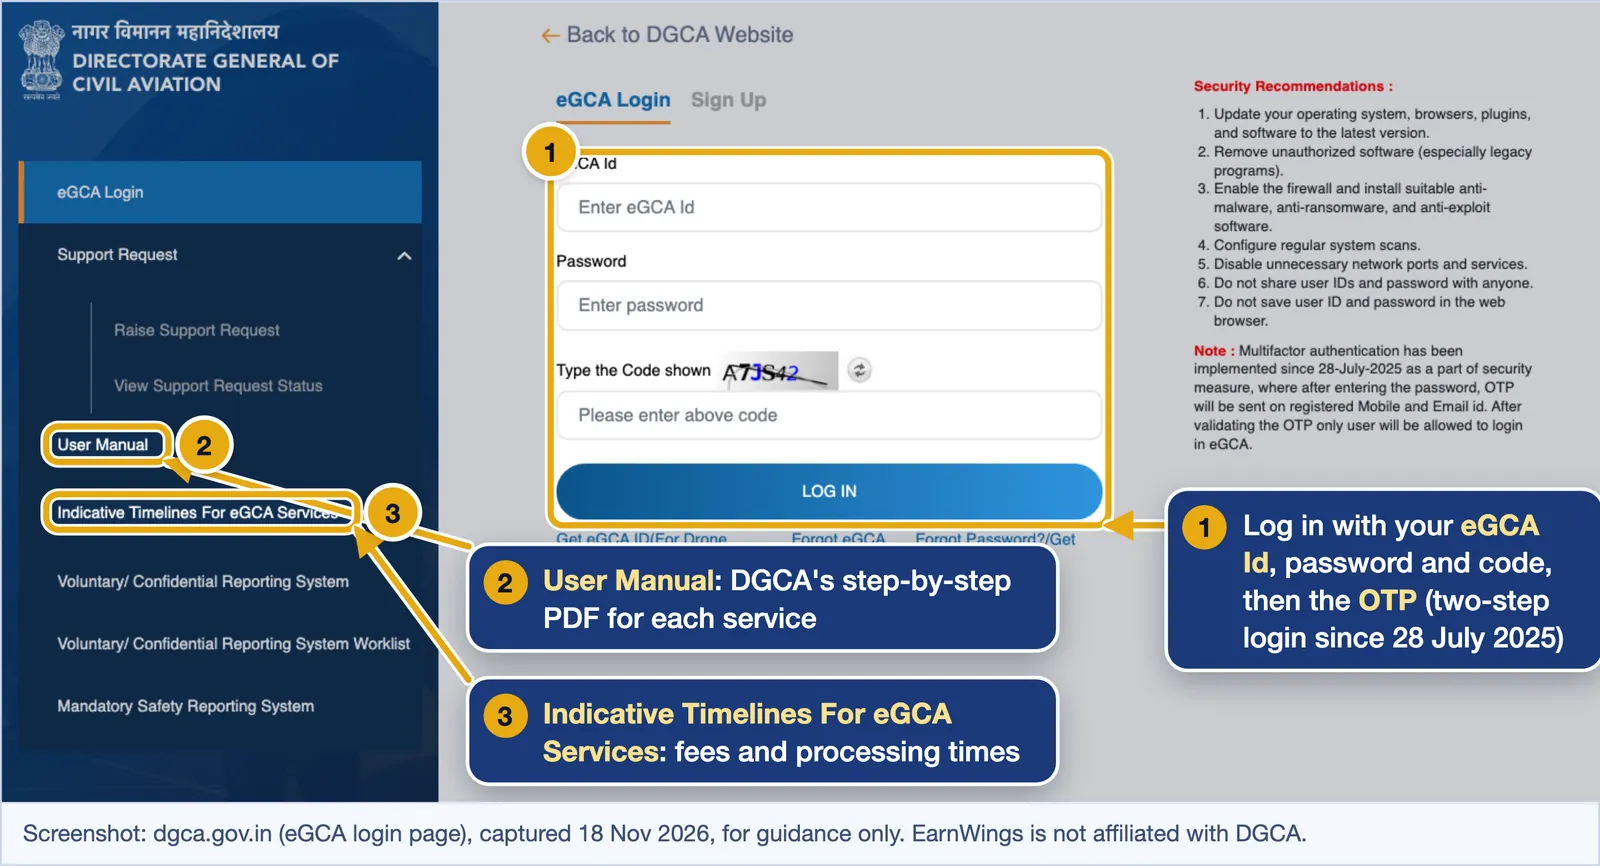 नागर विमानन महानिदेशालय
DIRECTORATE GENERAL OF
CIVIL AVIATION
eGCA Login
Support Request
Raise Support Request
View Support Request Status
User Manual
2
Indicative Timelines For eGCA Services
3
Voluntary/ Confidential Reporting System
Voluntary/ Confidential Reporting System Worklist
Mandatory Safety Reporting System
← Back to DGCA Website
eGCA Login Sign Up
1
CA Id
Enter eGCA Id
Password
Enter password
Type the Code shown A7JS42
Please enter above code
LOG IN
Get eGCA ID(For Drone Forgot eGCA Forgot Password?/Get
Security Recommendations :
1. Update your operating system, browsers, plugins,
and software to the latest version.
2. Remove unauthorized software (especially legacy
programs).
3. Enable the firewall and install suitable anti-
malware, anti-ransomware, and anti-exploit
software.
4. Configure regular system scans.
5. Disable unnecessary network ports and services.
6. Do not share user IDs and password with anyone.
7. Do not save user ID and password in the web
browser.
Note : Multifactor authentication has been
implemented since 28-July-2025 as a part of security
measure, where after entering the password, OTP
will be sent on registered Mobile and Email id. After
validating the OTP only user will be allowed to login
in eGCA.
1 Log in with your eGCA
Id, password and code,
then the OTP (two-step
login since 28 July 2025)
2 User Manual: DGCA's step-by-step
PDF for each service
3 Indicative Timelines For eGCA
Services: fees and processing times
Screenshot: dgca.gov.in (eGCA login page), captured 18 Nov 2026, for guidance only. EarnWings is not affiliated with DGCA.